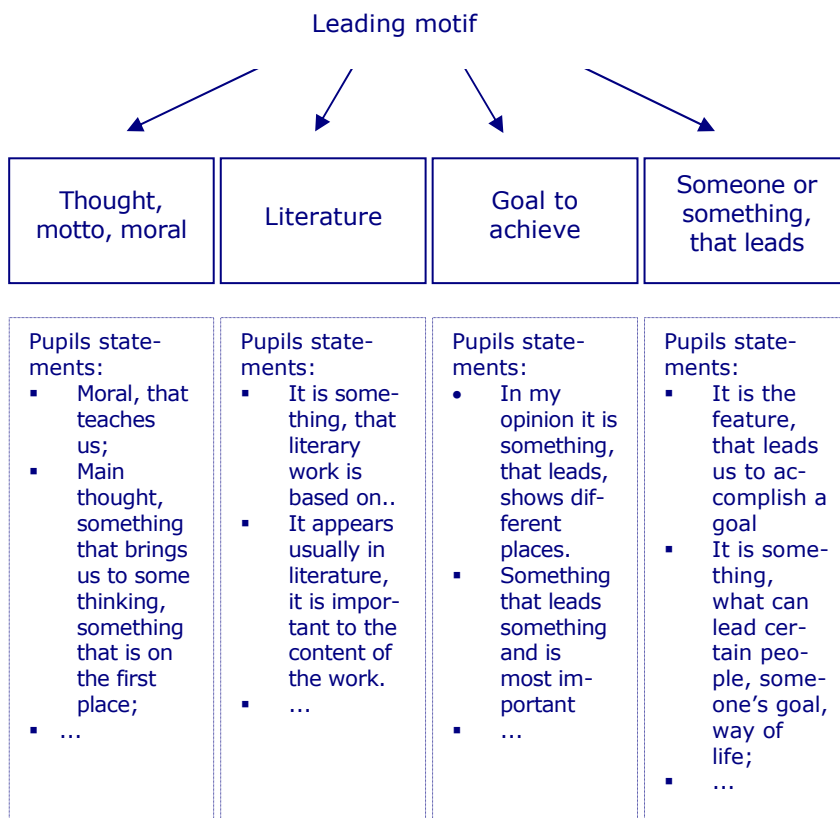 Leading motif
Thought,
motto, moral
Literature
Goal to
achieve
Someone or
something,
that leads
Pupils state-
ments:
▪ Moral, that
teaches
us;
▪ Main
thought,
something
that brings
us to some
thinking,
something
that is on
the first
place;
▪ ...
Pupils state-
ments:
▪ It is some-
thing, that
literary
work is
based on..
▪ It appears
usually in
literature,
it is impor-
tant to the
content of
the work.
▪ ...
Pupils state-
ments:
• In my
opinion it is
something,
that leads,
shows dif-
ferent
places.
▪ Something
that leads
something
and is
most im-
portant
▪ ...
Pupils state-
ments:
▪ It is the
feature,
that leads
us to ac-
complish a
goal
▪ It is some-
thing,
what can
lead cer-
tain peo-
ple, some-
one's goal,
way of
life;
▪ ...